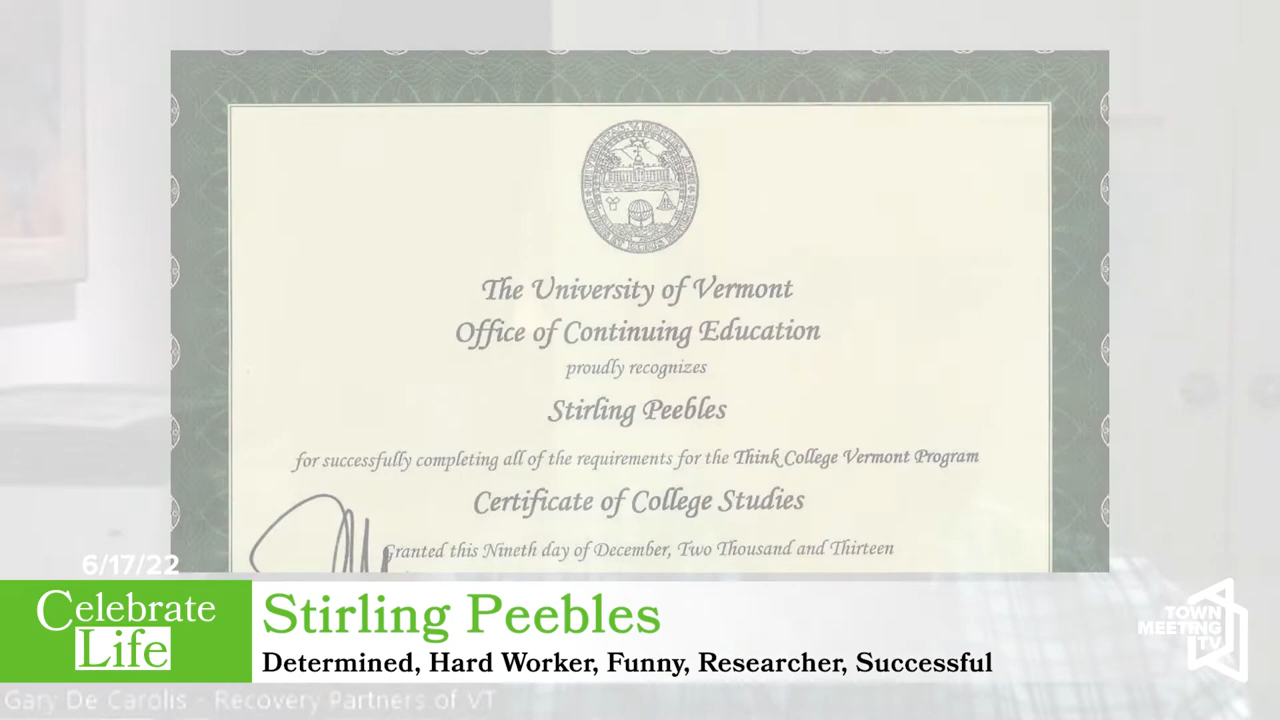 The University of Vermont
Office of Continuing Education
proudly recognizes
Stirling Peebles
for successfully completing all of the requirements for the Think College Vermont Program
Certificate of College Studies
Granted this Nineth day of December, Two Thousand and Thirteen
6/17/22
Celebrate
Life
Stirling Peebles
Determined, Hard Worker, Funny, Researcher, Successful
TOWN
MEETING
TV
Gary De Carolis - Recovery Partners of VT